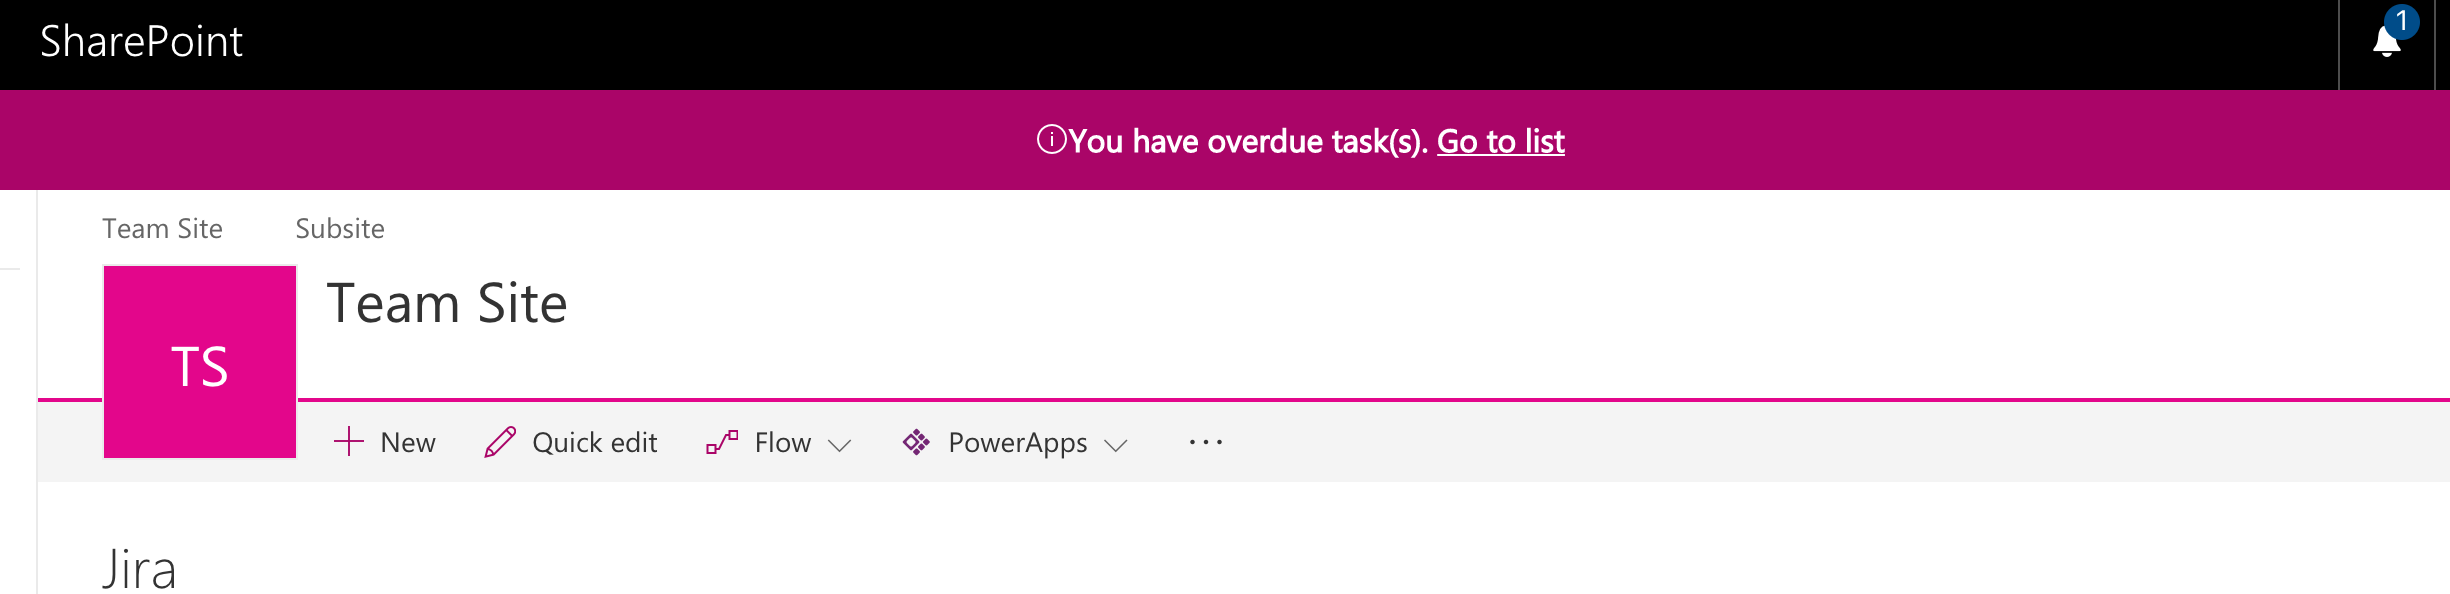 SharePoint
1
You have overdue task(s). Go to list
Team Site Subsite
Team Site
TS
New Quick edit Flow PowerApps ...
Jira